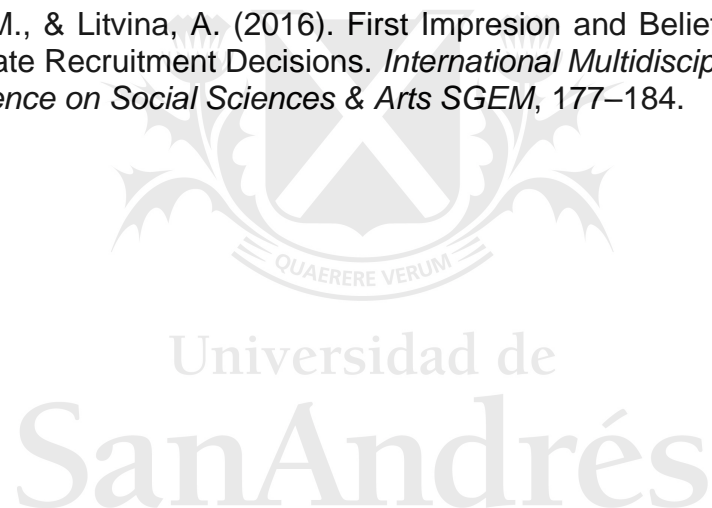 M., & Litvina, A. (2016). First Impresion and Belief
ate Recruitment Decisions. International Multidiscip
ence on Social Sciences & Arts SGEM, 177–184.
QUAERERE VERUM
Universidad de
SanAndrés